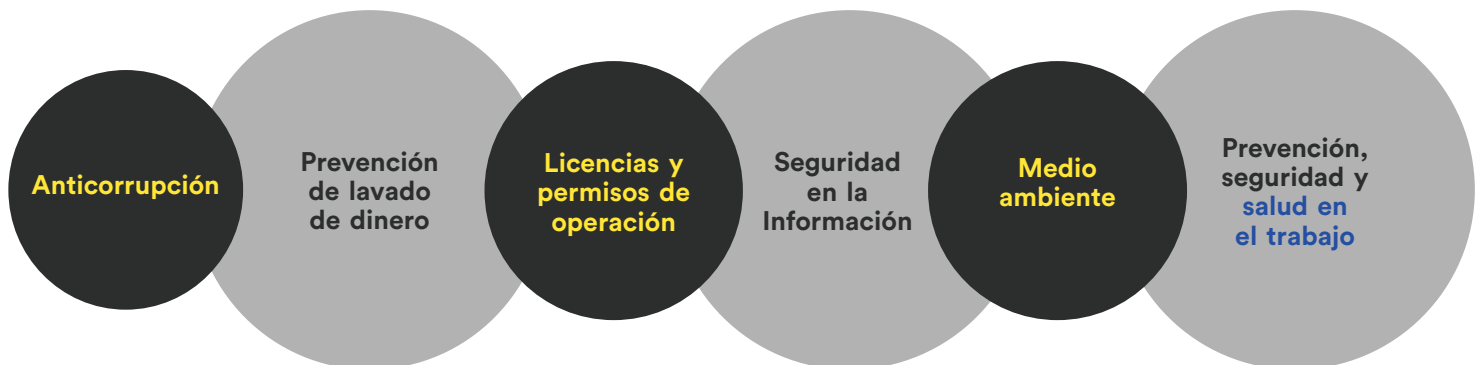 Anticorrupción
Prevención
de lavado
de dinero
Licencias y
permisos de
operación
Seguridad
en la
Información
Medio
ambiente
Prevención,
seguridad y
salud en
el trabajo